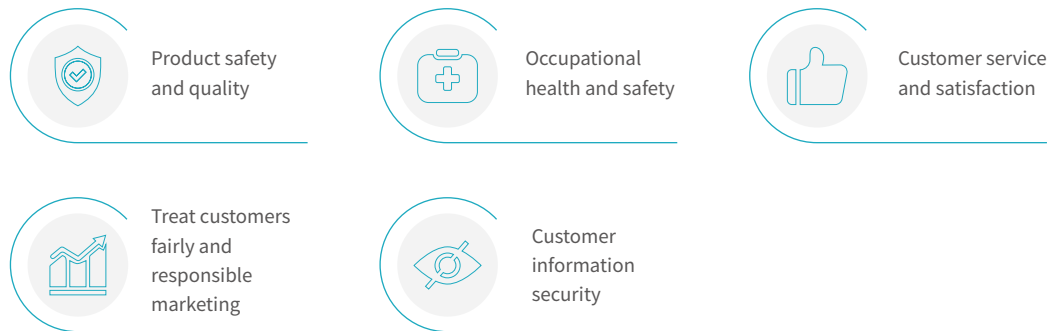 Product safety
and quality
Occupational
health and safety
Customer service
and satisfaction
Treat customers
fairly and
responsible
marketing
Customer
information
security